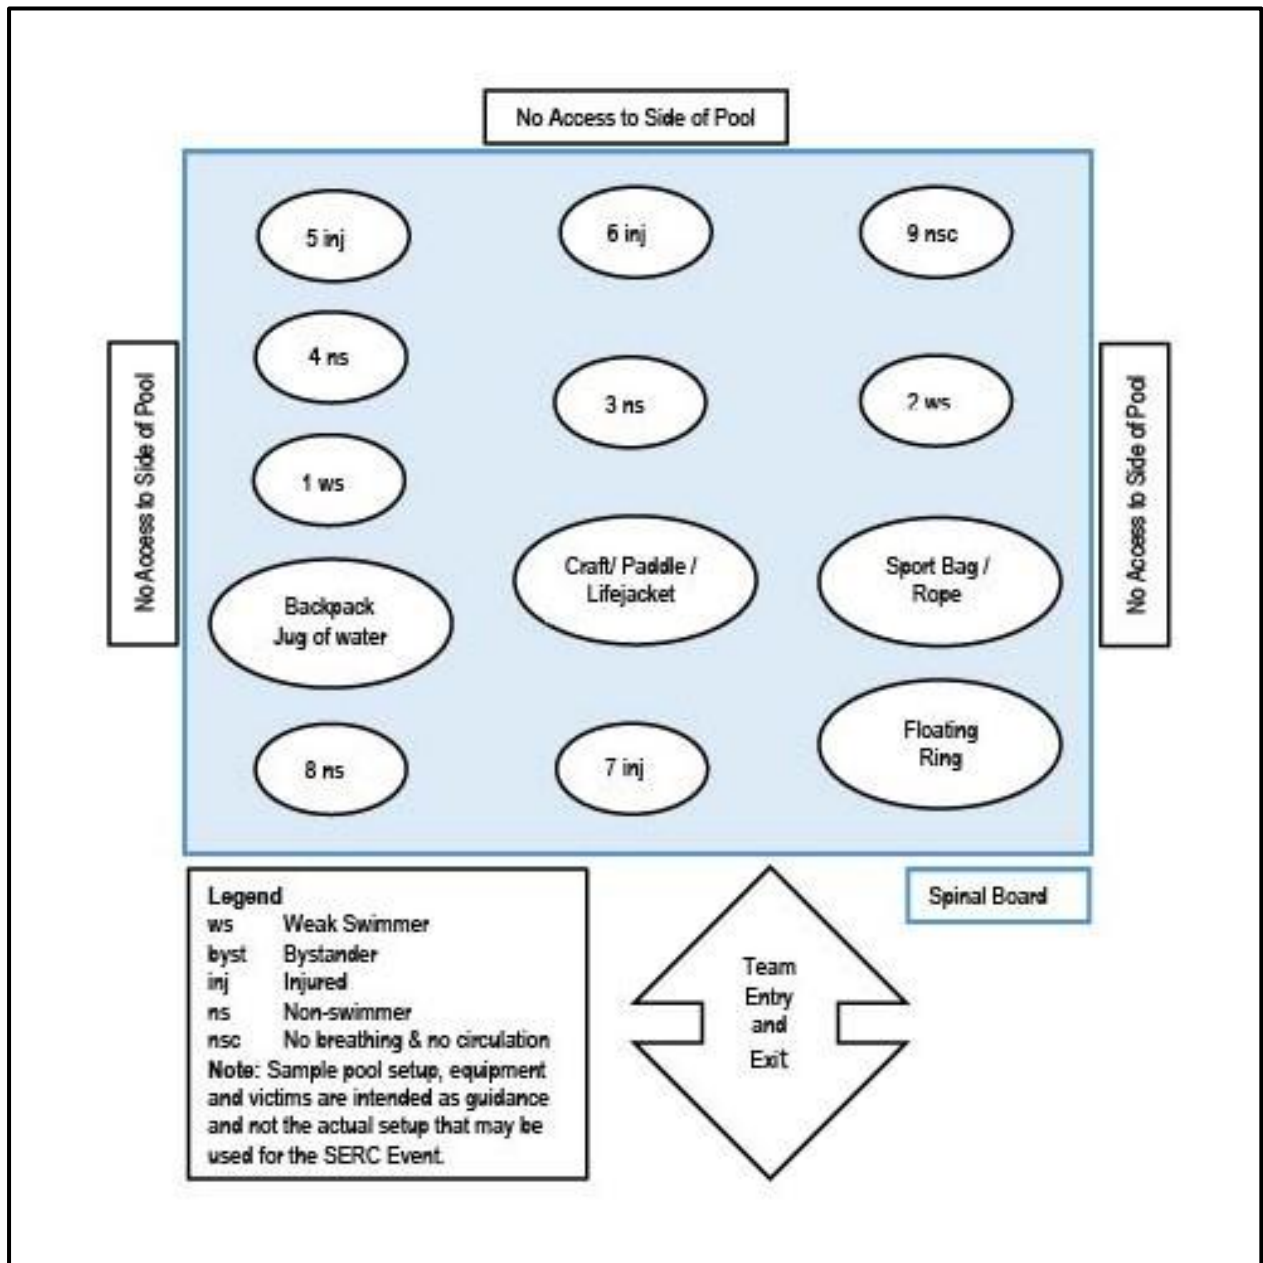 No Access to Side of Pool
5 inj
6 inj
9 nsc
4 ns
3 ns
2 ws
1 ws
No Access to Side of Pool
No Access to Side of Pool
Backpack
Jug of water
Craft/ Paddle /
Lifejacket
Sport Bag /
Rope
Floating
Ring
8 ns
7 inj
Legend
ws Weak Swimmer
byst Bystander
inj Injured
ns Non-swimmer
nsc No breathing & no circulation
Note: Sample pool setup, equipment
and victims are intended as guidance
and not the actual setup that may be
used for the SERC Event.
Team
Entry
and
Exit
Spinal Board